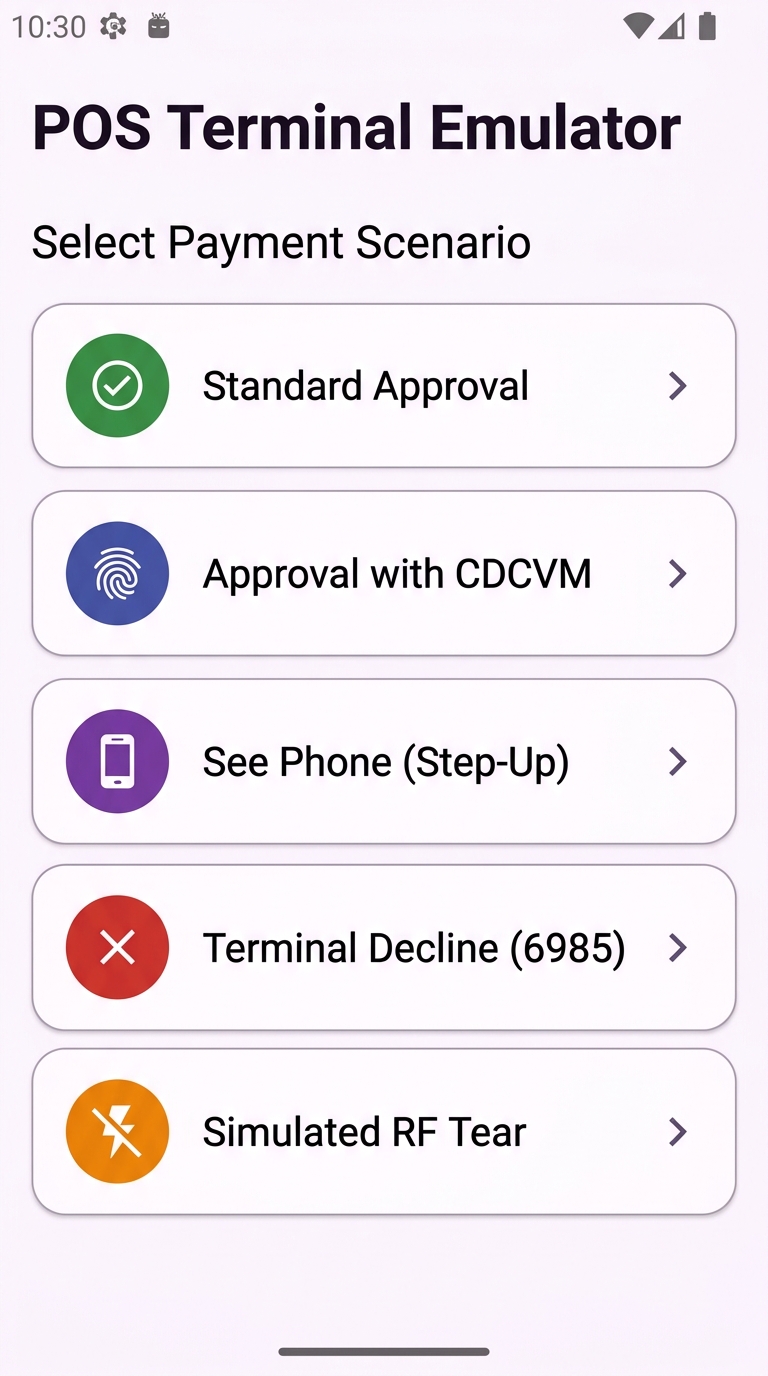 10:30
POS Terminal Emulator
Select Payment Scenario
Standard Approval
Approval with CDCVM
See Phone (Step-Up)
Terminal Decline (6985)
Simulated RF Tear